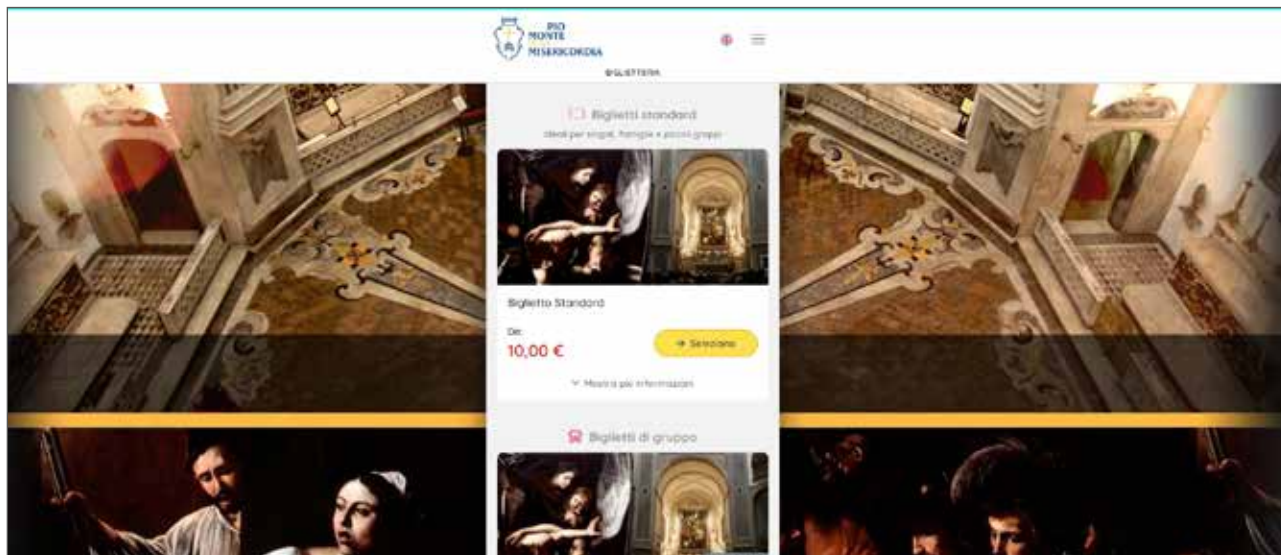 PIO
MONTE
MISERICORDIA
BIGLIETTERIA
Biglietti standard
Ideali per singoli, famiglie e piccoli gruppi
Biglietto Standard
Da:
10,00 €
→ Seleziona
Mostra più informazioni
Biglietti di gruppo